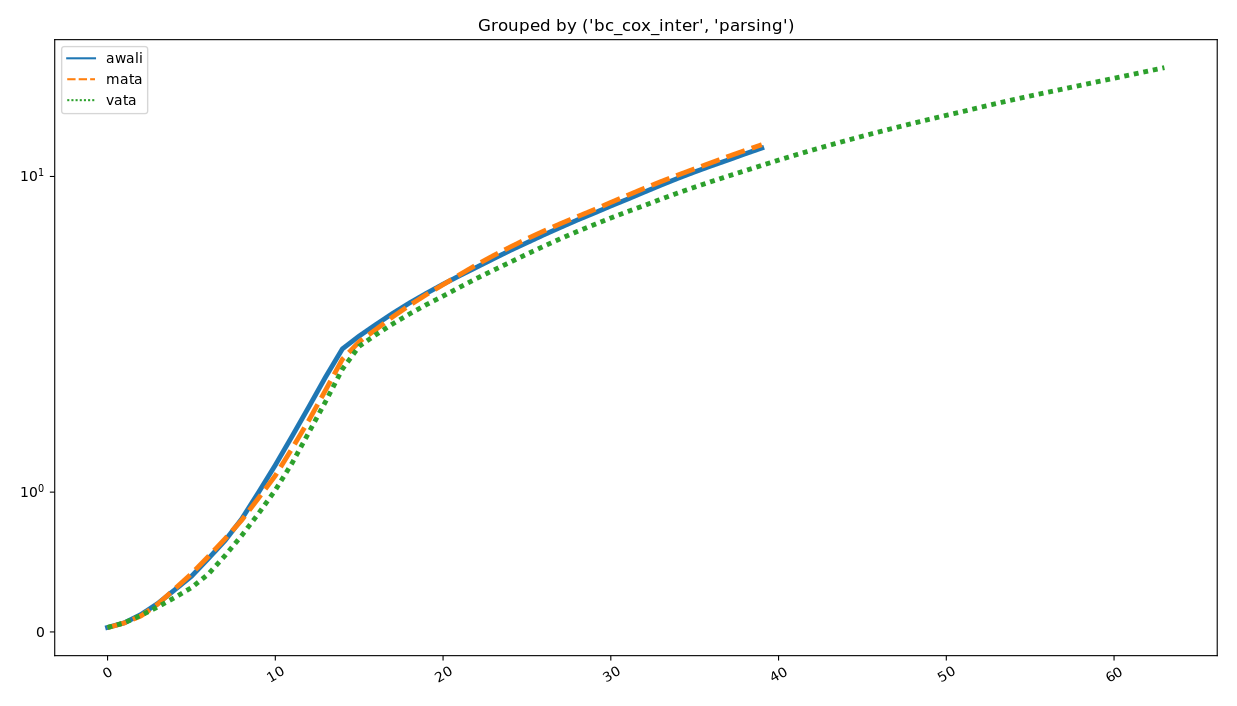 Grouped by ('bc_cox_inter', 'parsing')
awali
mata
vata
10¹
10⁰
0
0
10
20
30
40
50
60